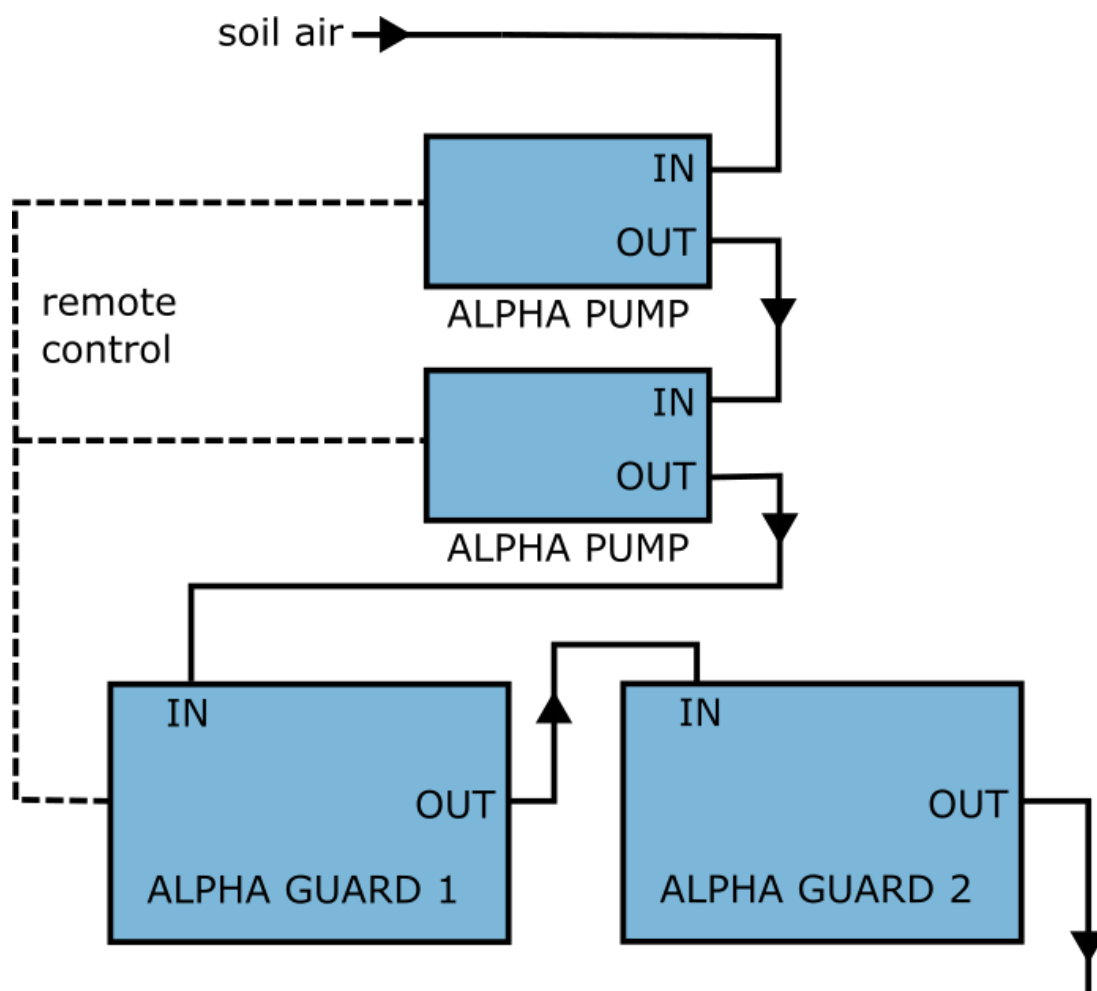 soil air
IN
OUT
ALPHA PUMP
remote
control
IN
OUT
ALPHA PUMP
IN
OUT
ALPHA GUARD 1
IN
OUT
ALPHA GUARD 2